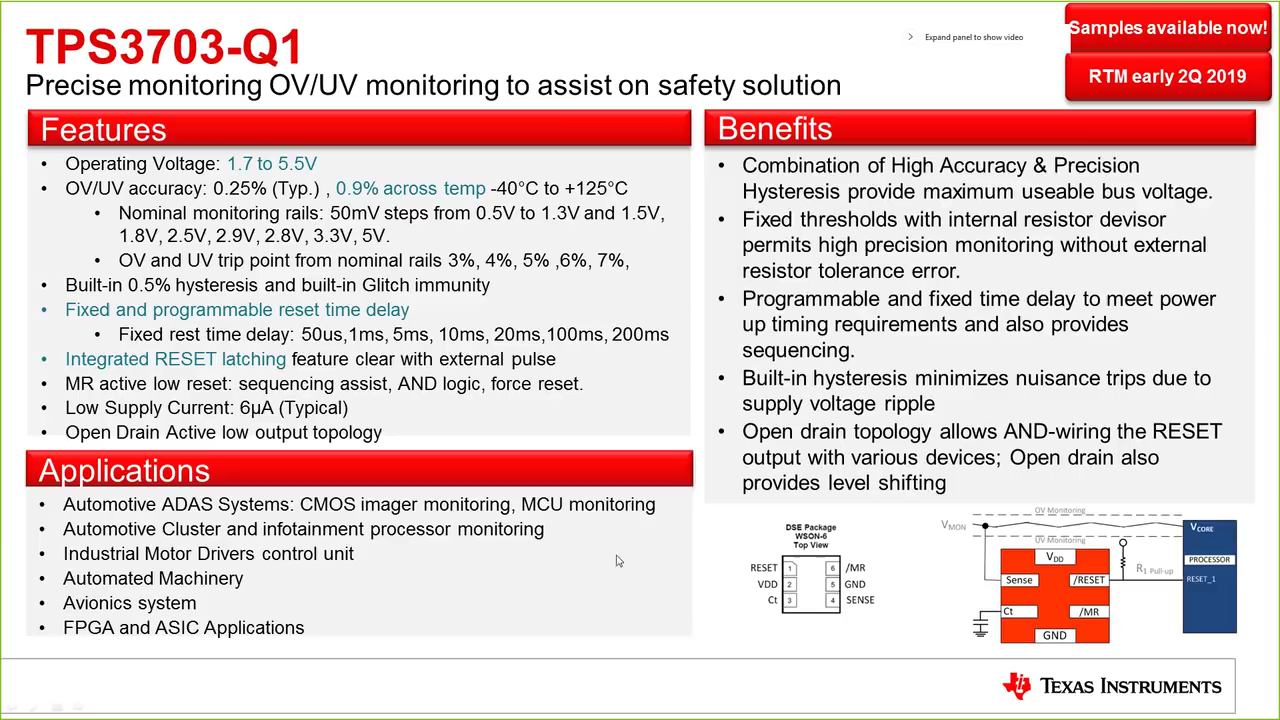 TPS3703-Q1
Precise monitoring OV/UV monitoring to assist on safety solution
Expand panel to show video
Samples available now!
RTM early 2Q 2019
Features
• Operating Voltage: 1.7 to 5.5V
• OV/UV accuracy: 0.25% (Typ.) , 0.9% across temp -40°C to +125°C
• Nominal monitoring rails: 50mV steps from 0.5V to 1.3V and 1.5V,
1.8V, 2.5V, 2.9V, 2.8V, 3.3V, 5V.
• OV and UV trip point from nominal rails 3%, 4%, 5% ,6%, 7%,
• Built-in 0.5% hysteresis and built-in Glitch immunity
• Fixed and programmable reset time delay
• Fixed rest time delay: 50us,1ms, 5ms, 10ms, 20ms,100ms, 200ms
• Integrated RESET latching feature clear with external pulse
• MR active low reset: sequencing assist, AND logic, force reset.
• Low Supply Current: 6µA (Typical)
• Open Drain Active low output topology
Applications
• Automotive ADAS Systems: CMOS imager monitoring, MCU monitoring
• Automotive Cluster and infotainment processor monitoring
• Industrial Motor Drivers control unit
• Automated Machinery
• Avionics system
• FPGA and ASIC Applications
Benefits
• Combination of High Accuracy & Precision
Hysteresis provide maximum useable bus voltage.
• Fixed thresholds with internal resistor devisor
permits high precision monitoring without external
resistor tolerance error.
• Programmable and fixed time delay to meet power
up timing requirements and also provides
sequencing.
• Built-in hysteresis minimizes nuisance trips due to
supply voltage ripple
• Open drain topology allows AND-wiring the RESET
output with various devices; Open drain also
provides level shifting
DSE Package
WSON-6
Top View
RESET 1 6 /MR
VDD 2 5 GND
Ct 3 4 SENSE
OV Monitoring
VMON
UV Monitoring
VCORE
VDD
PROCESSOR
R1 Pull-up
Sense /RESET RESET_1
Ct /MR
GND
TEXAS INSTRUMENTS